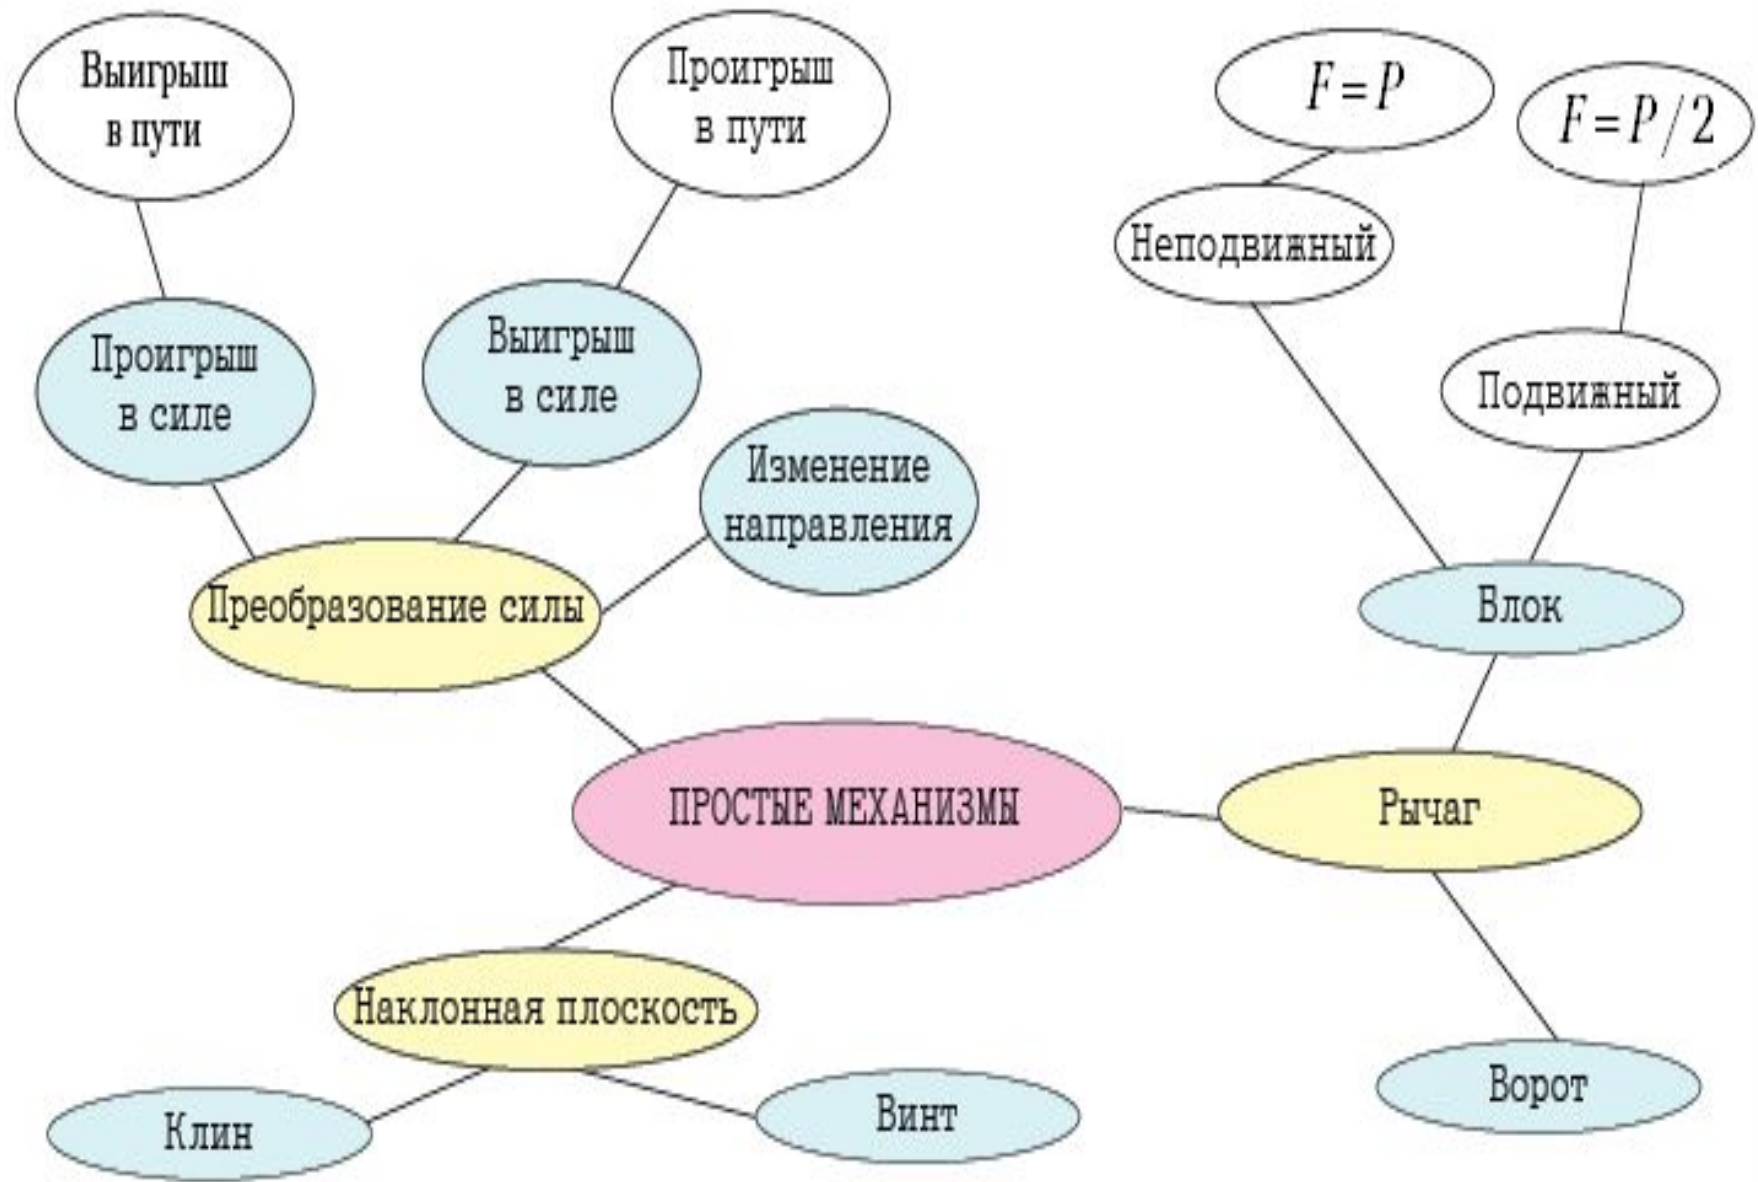 Выигрыш
в пути
Проигрыш
в пути
F = P
F = P / 2
Неподвижный
Проигрыш
в силе
Выигрыш
в силе
Подвижный
Изменение
направления
Преобразование силы
Блок
ПРОСТЫЕ МЕХАНИЗМЫ
Рычаг
Наклонная плоскость
Клин
Винт
Ворот